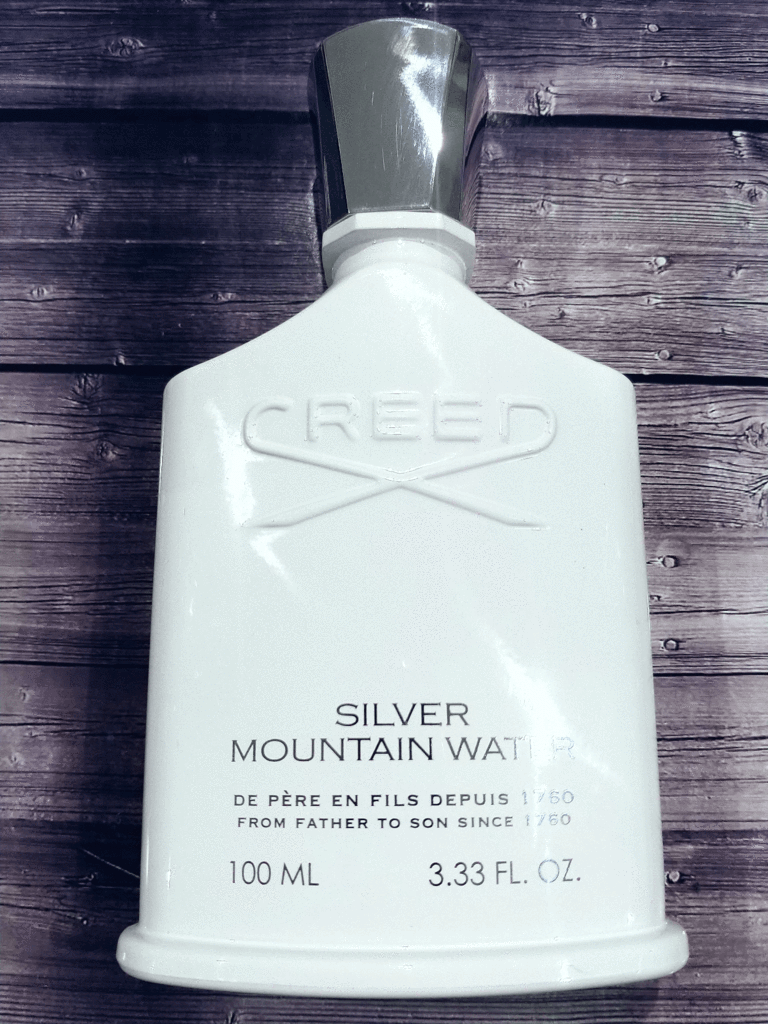 CREED
SILVER
MOUNTAIN WATER
DE PÈRE EN FILS DEPUIS 1760
FROM FATHER TO SON SINCE 1760
100 ML 3.33 FL. OZ.